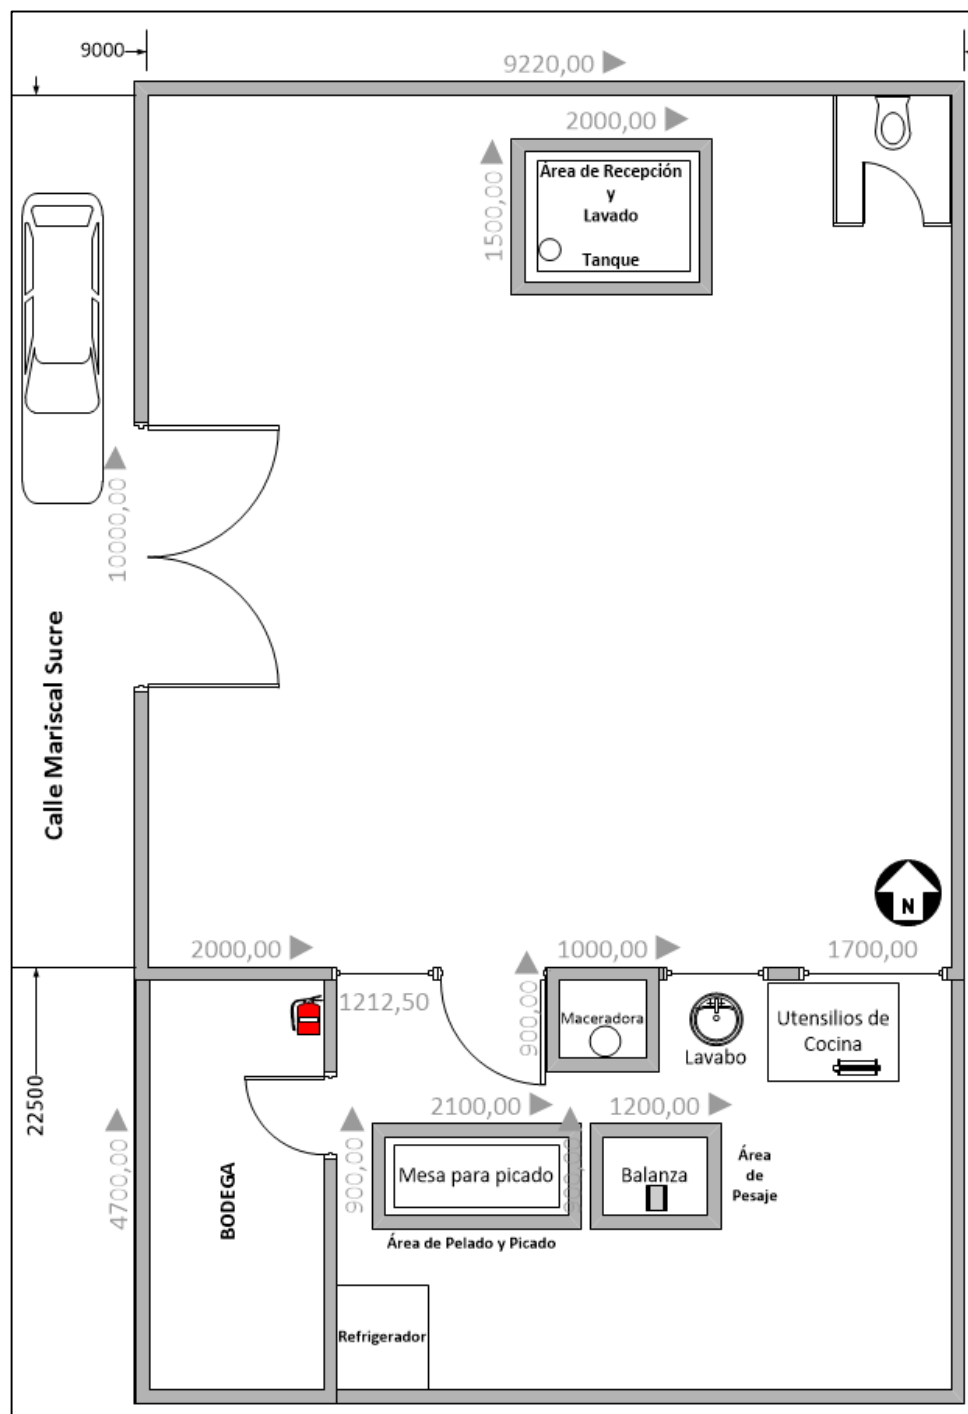 9000
9220,00
2000,00
1500,00
Área de Recepción
y
Lavado
Tanque
10000,00
Calle Mariscal Sucre
N
2000,00
1000,00
1700,00
1212,50
900,00
Maceradora
Lavabo
Utensilios de
Cocina
22500
4700,00
2100,00
1200,00
900,00
900,00
Mesa para picado
Balanza
Área
de
Pesaje
BODEGA
Área de Pelado y Picado
Refrigerador